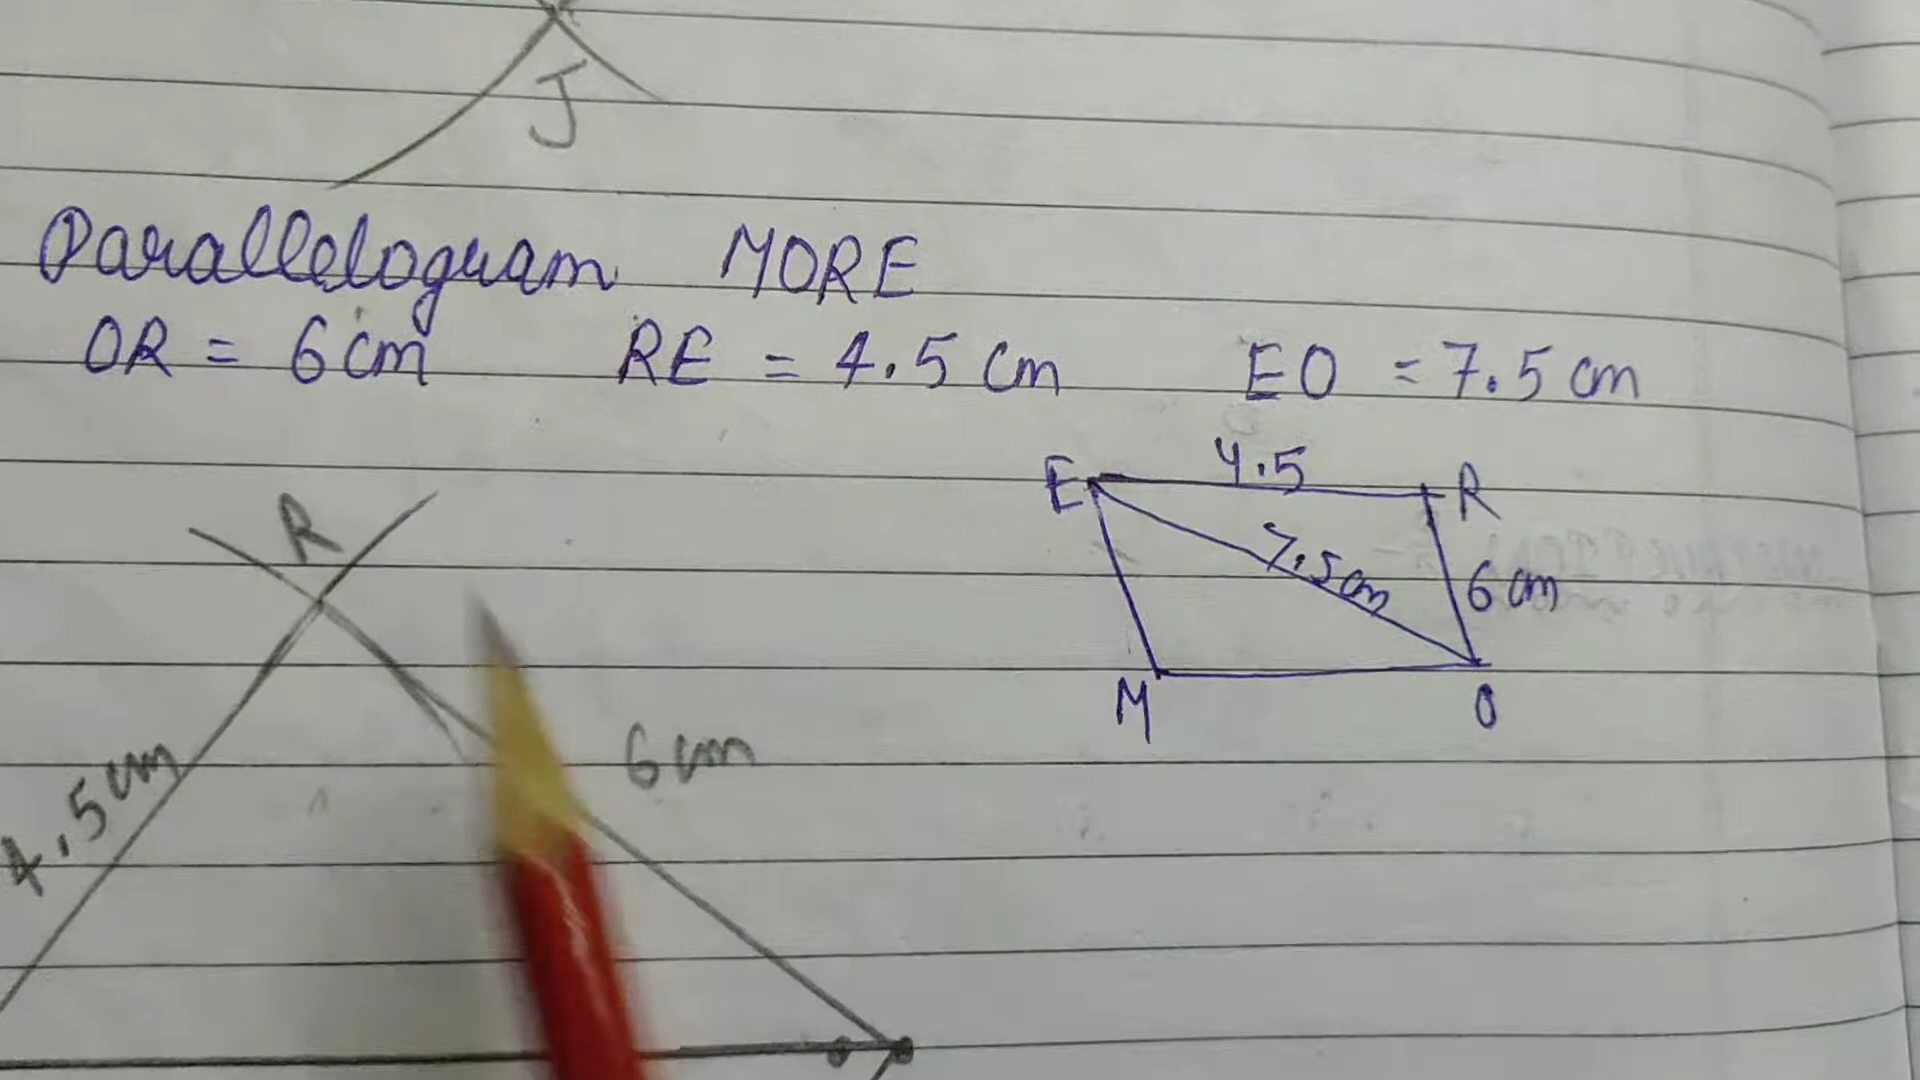 J
Parallelogram MORE
OR = 6 cm RE = 4.5 cm EO = 7.5 cm
4.5
E R
7.5 cm
6 cm
M O
R
6 cm
4.5 cm